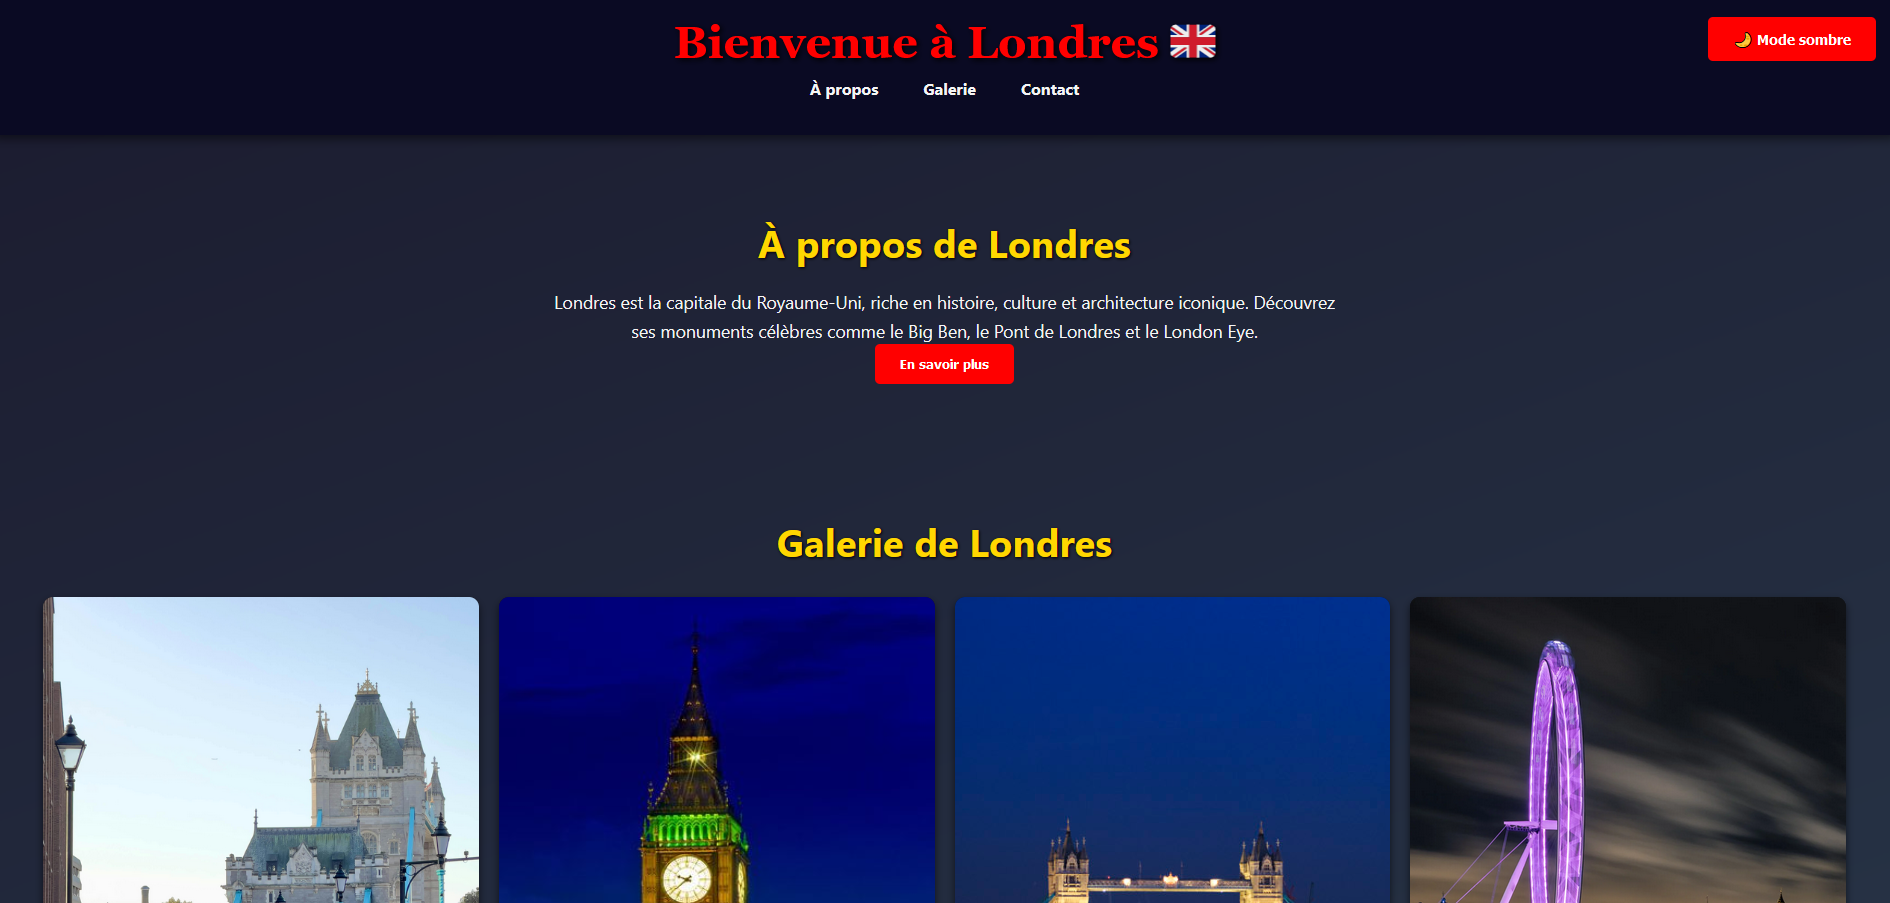 Bienvenue à Londres 🇬🇧
🌙 Mode sombre
À propos
Galerie
Contact
À propos de Londres
Londres est la capitale du Royaume-Uni, riche en histoire, culture et architecture iconique. Découvrez
ses monuments célèbres comme le Big Ben, le Pont de Londres et le London Eye.
En savoir plus
Galerie de Londres